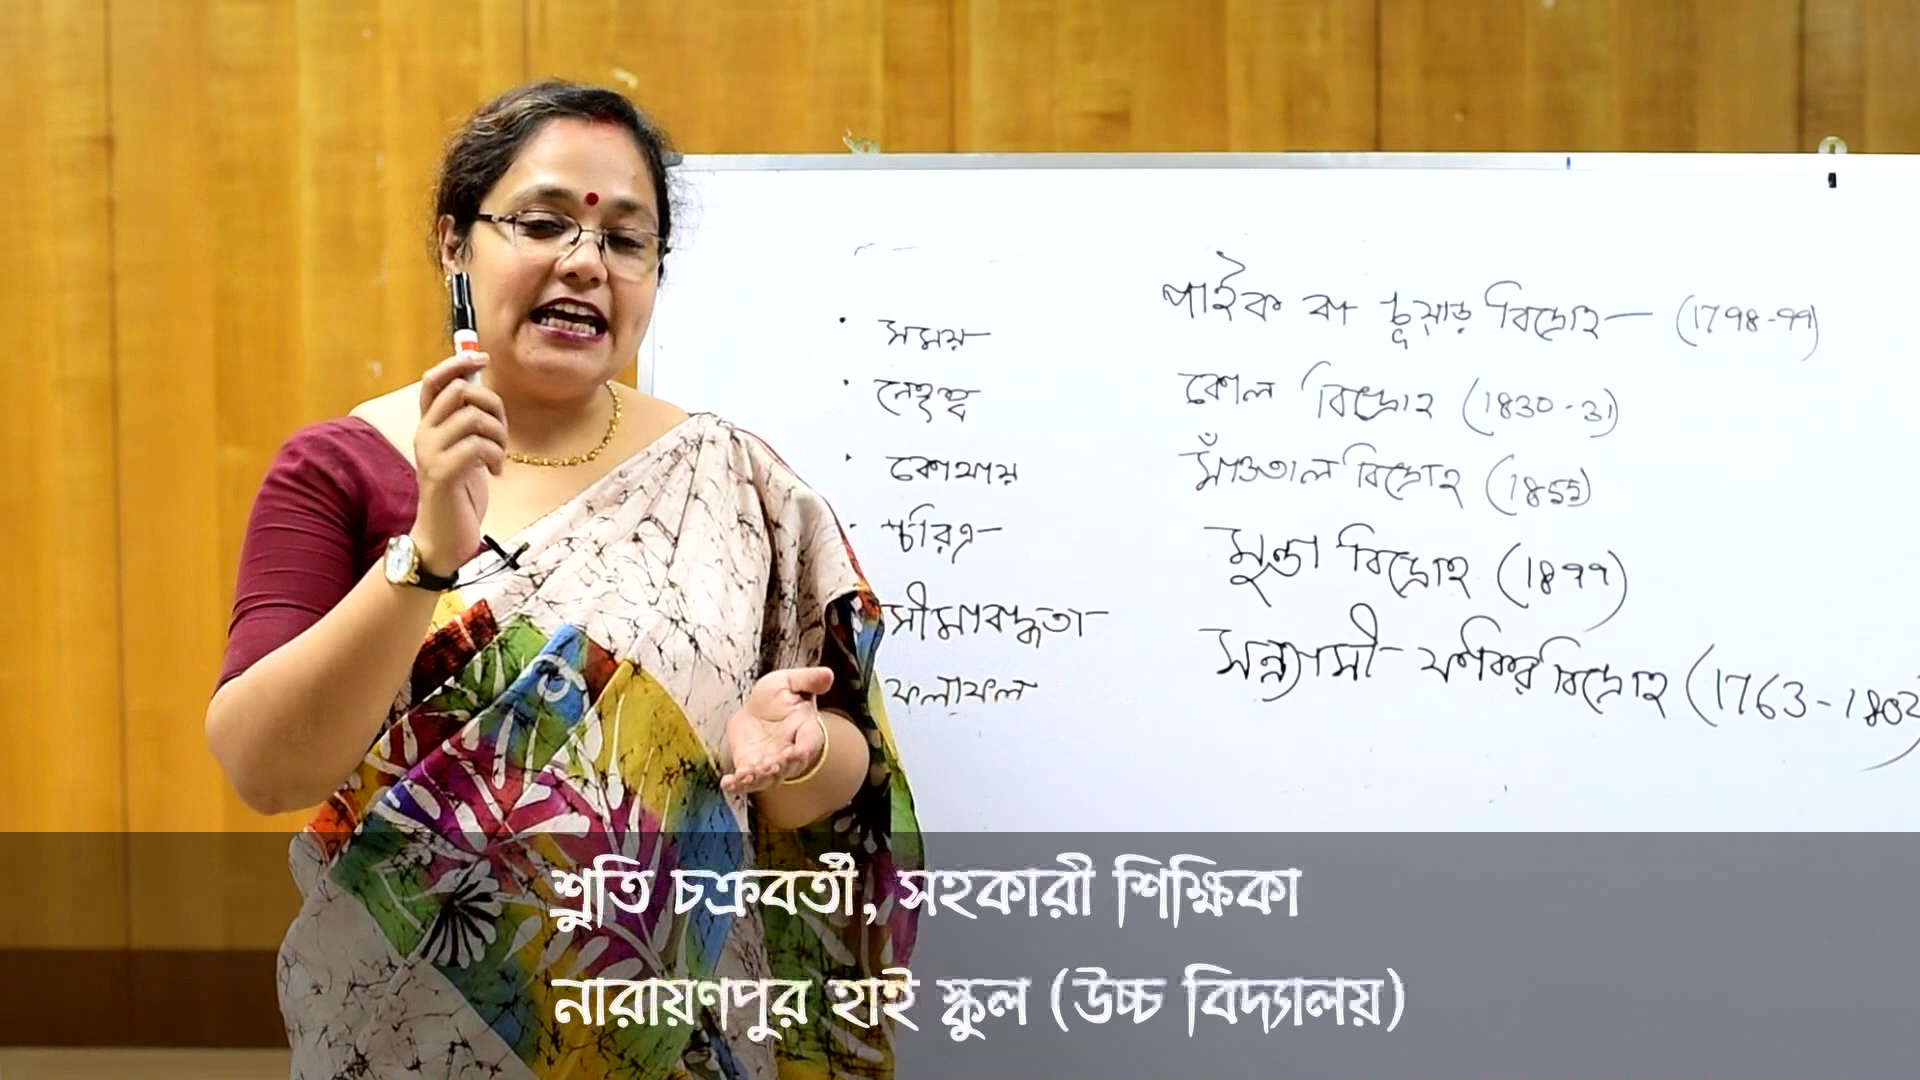 সময়
নেতৃত্ব
কোথায়
চরিত্র
সীমাবদ্ধতা
ফলাফল
পাইক বা চুয়াড় বিদ্রোহ - (1798-99)
কোল বিদ্রোহ (1830-31)
সাঁওতাল বিদ্রোহ (1855)
মুন্ডা বিদ্রোহ (1899)
সন্ন্যাসী ফকির বিদ্রোহ (1763-1802)
শ্রুতি চক্রবর্তী, সহকারী শিক্ষিকা
নারায়ণপুর হাই স্কুল (উচ্চ বিদ্যালয়)